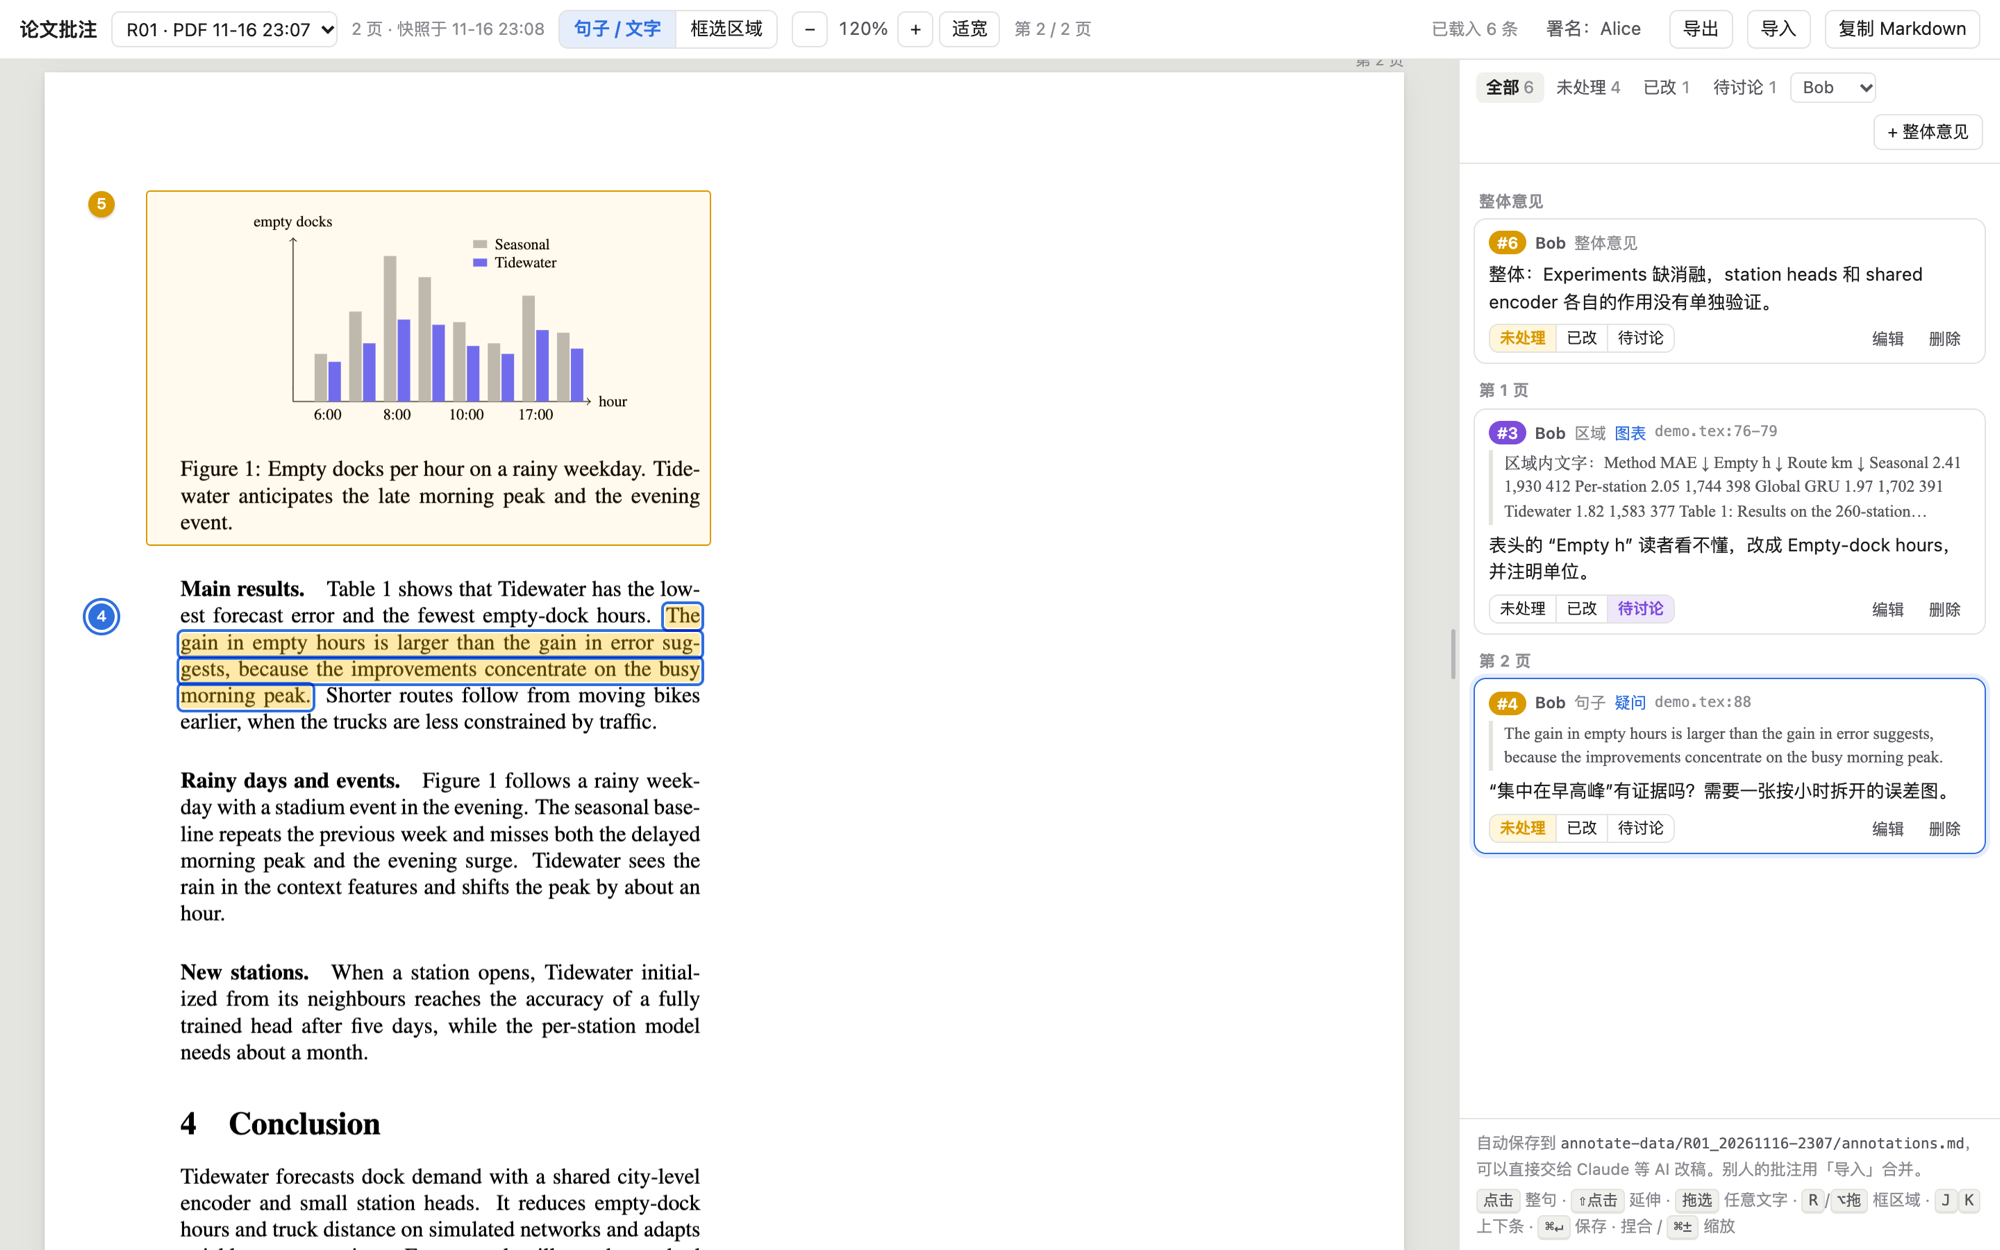 论文批注 R01 · PDF 11-16 23:07 2 页 · 快照于 11-16 23:08 句子 / 文字 框选区域 − 120% + 适宽 第 2 / 2 页 已载入 6 条 署名: Alice 导出 导入 复制 Markdown
第 2 页
5
empty docks
Seasonal
Tidewater
hour
6:00 8:00 10:00 17:00
Figure 1: Empty docks per hour on a rainy weekday. Tide-
water anticipates the late morning peak and the evening
event.
4
Main results. Table 1 shows that Tidewater has the low-
est forecast error and the fewest empty-dock hours. The
gain in empty hours is larger than the gain in error sug-
gests, because the improvements concentrate on the busy
morning peak. Shorter routes follow from moving bikes
earlier, when the trucks are less constrained by traffic.
Rainy days and events. Figure 1 follows a rainy week-
day with a stadium event in the evening. The seasonal base-
line repeats the previous week and misses both the delayed
morning peak and the evening surge. Tidewater sees the
rain in the context features and shifts the peak by about an
hour.
New stations. When a station opens, Tidewater initial-
ized from its neighbours reaches the accuracy of a fully
trained head after five days, while the per-station model
needs about a month.
4 Conclusion
Tidewater forecasts dock demand with a shared city-level
encoder and small station heads. It reduces empty-dock
hours and truck distance on simulated networks and adapts
全部 6 未处理 4 已改 1 待讨论 1 Bob
+ 整体意见
整体意见
#6 Bob 整体意见
整体：Experiments 缺消融，station heads 和 shared
encoder 各自的作用没有单独验证。
未处理 已改 待讨论 编辑 删除
第 1 页
#3 Bob 区域 图表 demo.tex:76–79
区域内文字：Method MAE ↓ Empty h ↓ Route km ↓ Seasonal 2.41
1,930 412 Per-station 2.05 1,744 398 Global GRU 1.97 1,702 391
Tidewater 1.82 1,583 377 Table 1: Results on the 260-station…
表头的 “Empty h” 读者看不懂，改成 Empty-dock hours，
并注明单位。
未处理 已改 待讨论 编辑 删除
第 2 页
#4 Bob 句子 疑问 demo.tex:88
The gain in empty hours is larger than the gain in error suggests,
because the improvements concentrate on the busy morning peak.
“集中在早高峰”有证据吗？需要一张按小时拆开的误差图。
未处理 已改 待讨论 编辑 删除
自动保存到 annotate-data/R01_20261116-2307/annotations.md，
可以直接交给 Claude 等 AI 改稿。别人的批注用「导入」合并。
点击 整句 · ⇧点击 延伸 · 拖选 任意文字 · R / ⌥拖 框区域 · J K
上下条 · ⌘↵ 保存 · 捏合 / ⌘± 缩放